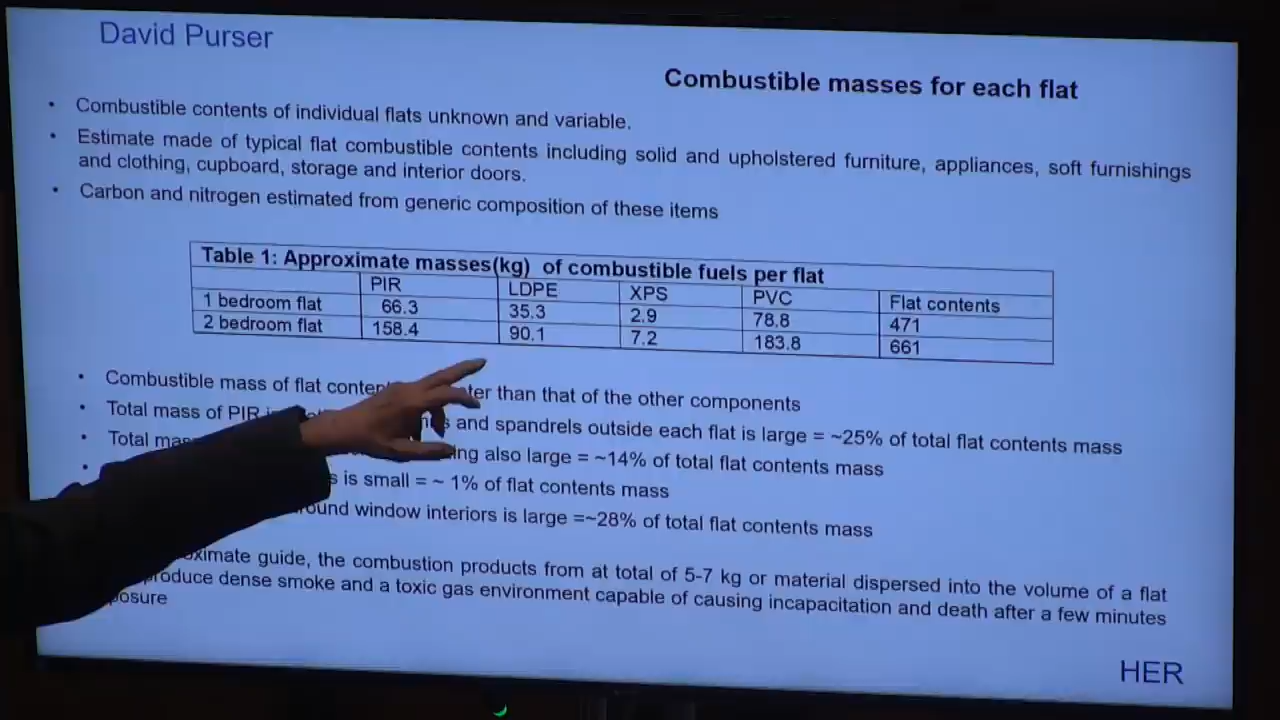 David Purser
Combustible masses for each flat
• Combustible contents of individual flats unknown and variable.
• Estimate made of typical flat combustible contents including solid and upholstered furniture, appliances, soft furnishings
and clothing, cupboard, storage and interior doors.
• Carbon and nitrogen estimated from generic composition of these items
Table 1: Approximate masses(kg) of combustible fuels per flat
PIR LDPE XPS PVC Flat contents
1 bedroom flat 66.3 35.3 2.9 78.8 471
2 bedroom flat 158.4 90.1 7.2 183.8 661
• Combustible mass of flat than that of the other components
• Total mass of PIR and spandrels outside each flat is large = ~25% of total flat contents mass
• Total also large = ~14% of total flat contents mass
• is small = ~ 1% of flat contents mass
window interiors is large =~28% of total flat contents mass
guide, the combustion products from at total of 5-7 kg or material dispersed into the volume of a flat
produce dense smoke and a toxic gas environment capable of causing incapacitation and death after a few minutes
HER